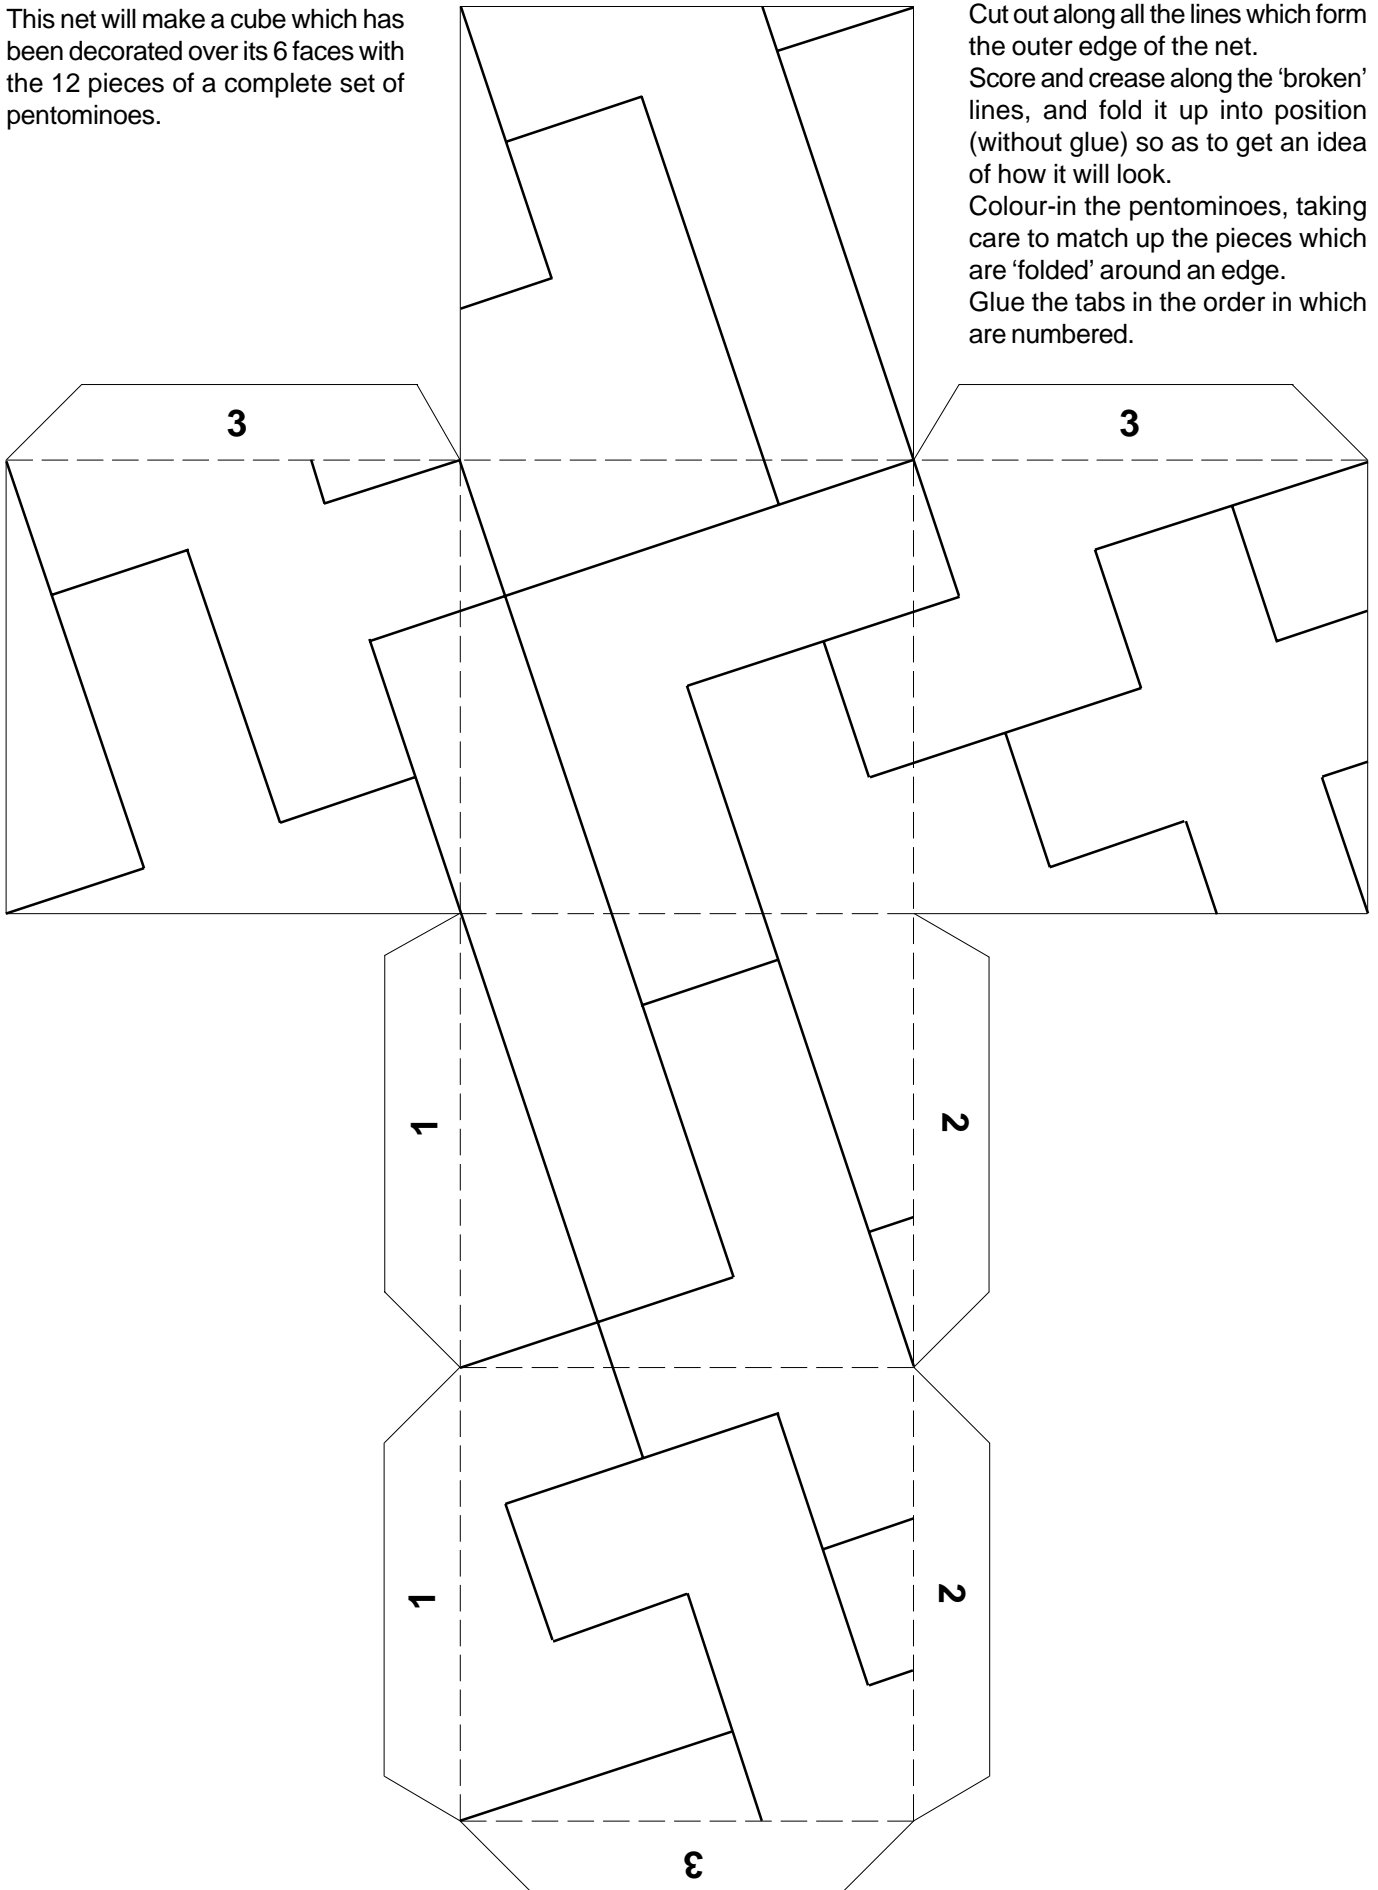 This net will make a cube which has
been decorated over its 6 faces with
the 12 pieces of a complete set of
pentominoes.
Cut out along all the lines which form
the outer edge of the net.
Score and crease along the ‘broken’
lines, and fold it up into position
(without glue) so as to get an idea
of how it will look.
Colour-in the pentominoes, taking
care to match up the pieces which
are ‘folded’ around an edge.
Glue the tabs in the order in which
are numbered.
3
3
1
2
1
2
3